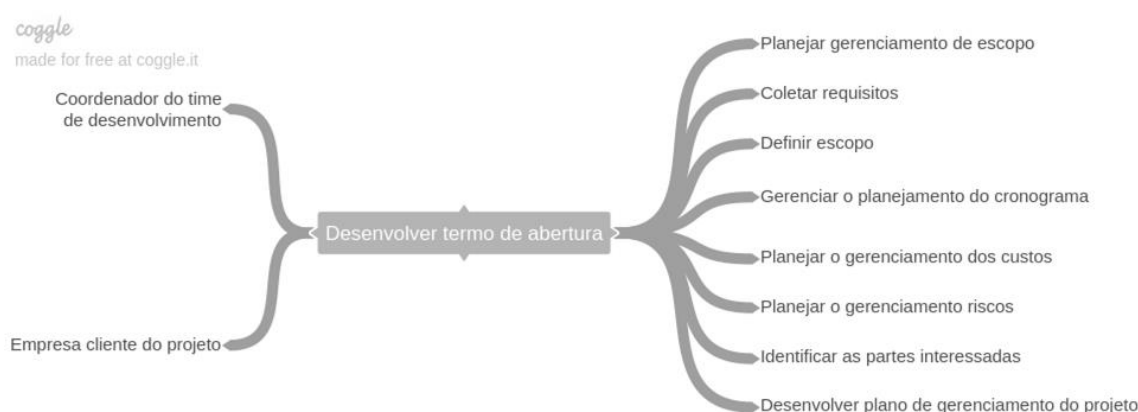 coggle
made for free at coggle.it
Coordenador do time
de desenvolvimento
Empresa cliente do projeto
Desenvolver termo de abertura
Planejar gerenciamento de escopo
Coletar requisitos
Definir escopo
Gerenciar o planejamento do cronograma
Planejar o gerenciamento dos custos
Planejar o gerenciamento riscos
Identificar as partes interessadas
Desenvolver plano de gerenciamento do projeto